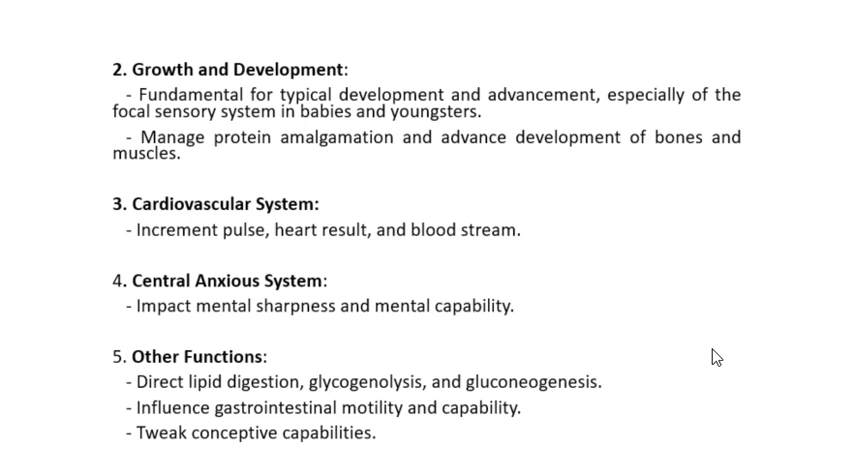 2. Growth and Development:
- Fundamental for typical development and advancement, especially of the
focal sensory system in babies and youngsters.
- Manage protein amalgamation and advance development of bones and
muscles.
3. Cardiovascular System:
- Increment pulse, heart result, and blood stream.
4. Central Anxious System:
- Impact mental sharpness and mental capability.
5. Other Functions:
- Direct lipid digestion, glycogenolysis, and gluconeogenesis.
- Influence gastrointestinal motility and capability.
- Tweak conceptive capabilities.